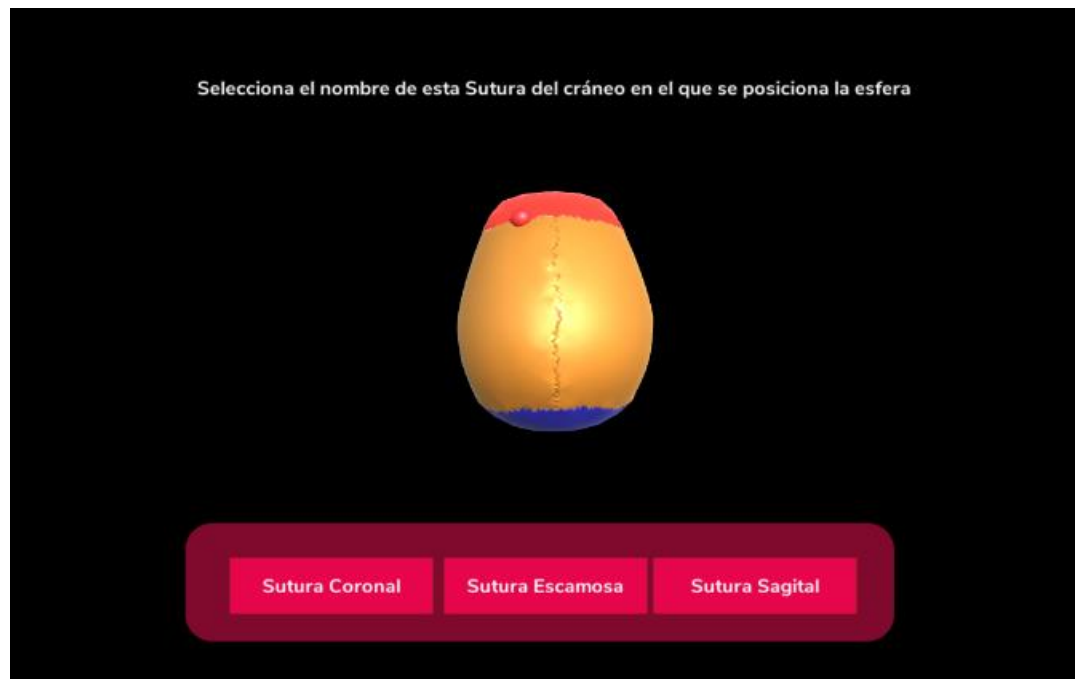 Selecciona el nombre de esta Sutura del cráneo en el que se posiciona la esfera
Sutura Coronal
Sutura Escamosa
Sutura Sagital